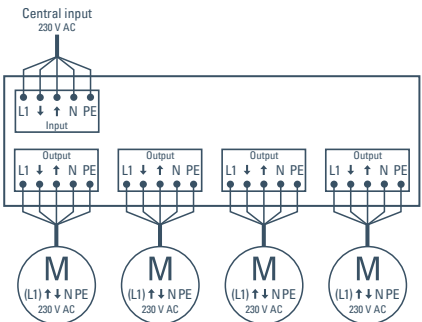 Central input
230 V AC
L1 ↓ ↑ N PE
Input
Output Output Output Output
L1 ↓ ↑ N PE L1 ↓ ↑ N PE L1 ↓ ↑ N PE L1 ↓ ↑ N PE
M M M M
(L1) ↑ ↓ N PE (L1) ↑ ↓ N PE (L1) ↑ ↓ N PE (L1) ↑ ↓ N PE
230 V AC 230 V AC 230 V AC 230 V AC